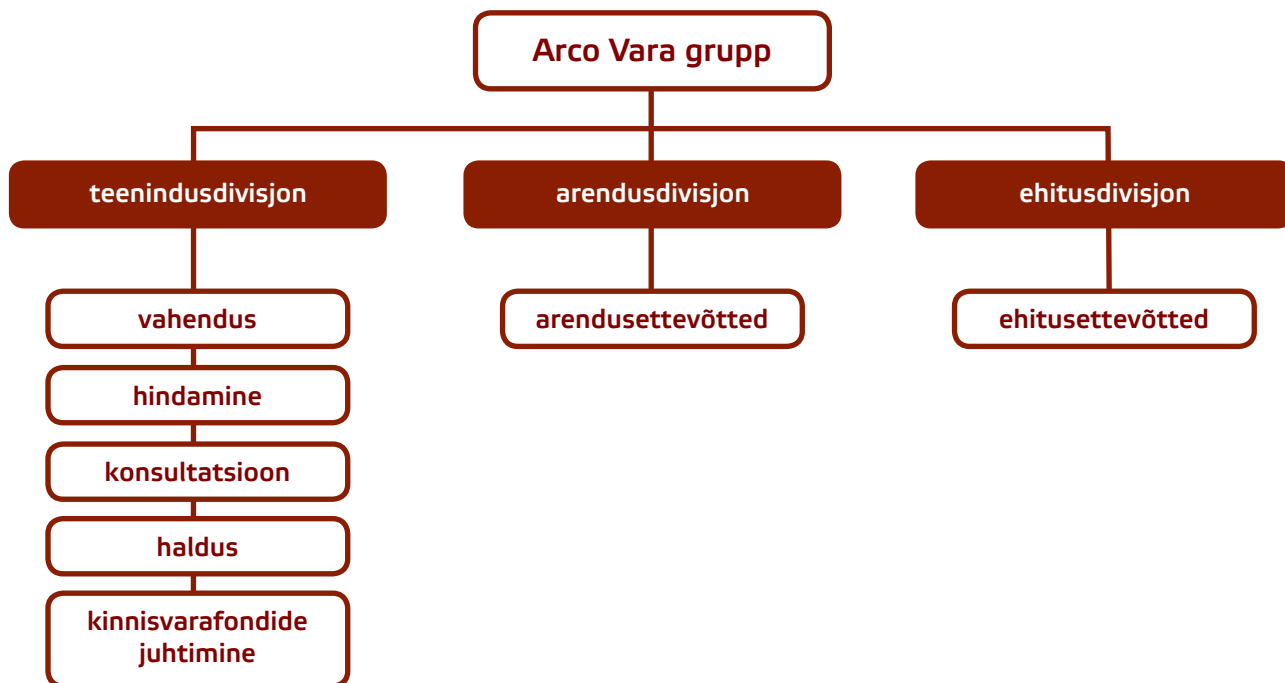 Arco Vara grupp
teenindusdivisjon
arendusdivisjon
ehitusdivisjon
vahendus
hindamine
konsultatsioon
haldus
kinnisvarafondide
juhtimine
arendusettevõtted
ehitusettevõtted